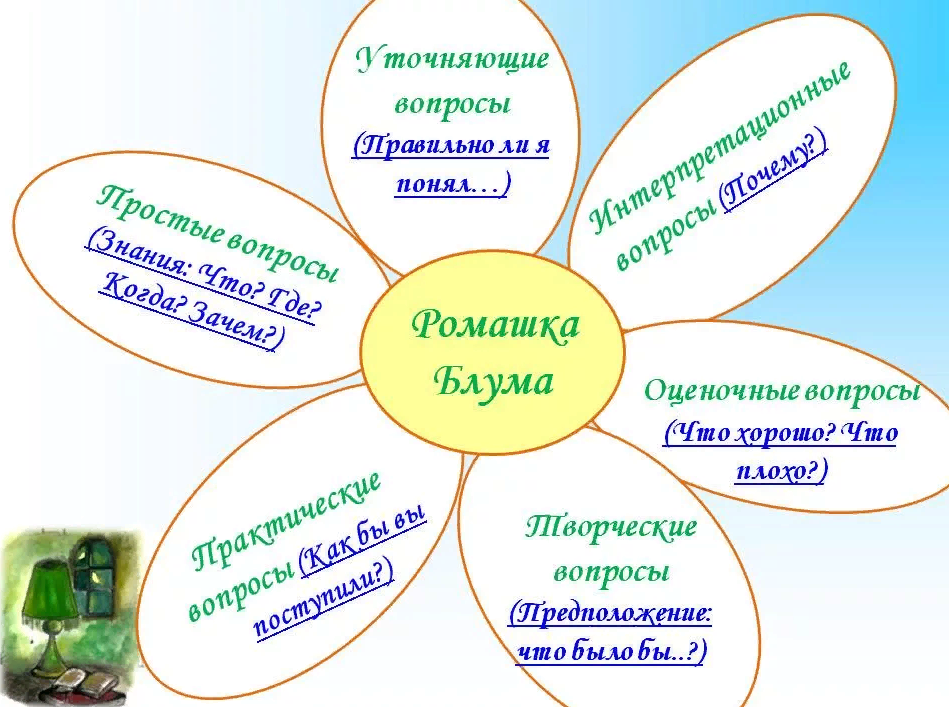 Уточняющие
вопросы
(Правильно ли я
понял…)
Интерпретационные
вопросы (Почему?)
Простые вопросы
(Знания: Что? Где?
Когда? Зачем?)
Ромашка
Блума
Оценочные вопросы
(Что хорошо? Что
плохо?)
Практические
вопросы (Как бы вы
поступили?)
Творческие
вопросы
(Предположение:
что было бы..?)